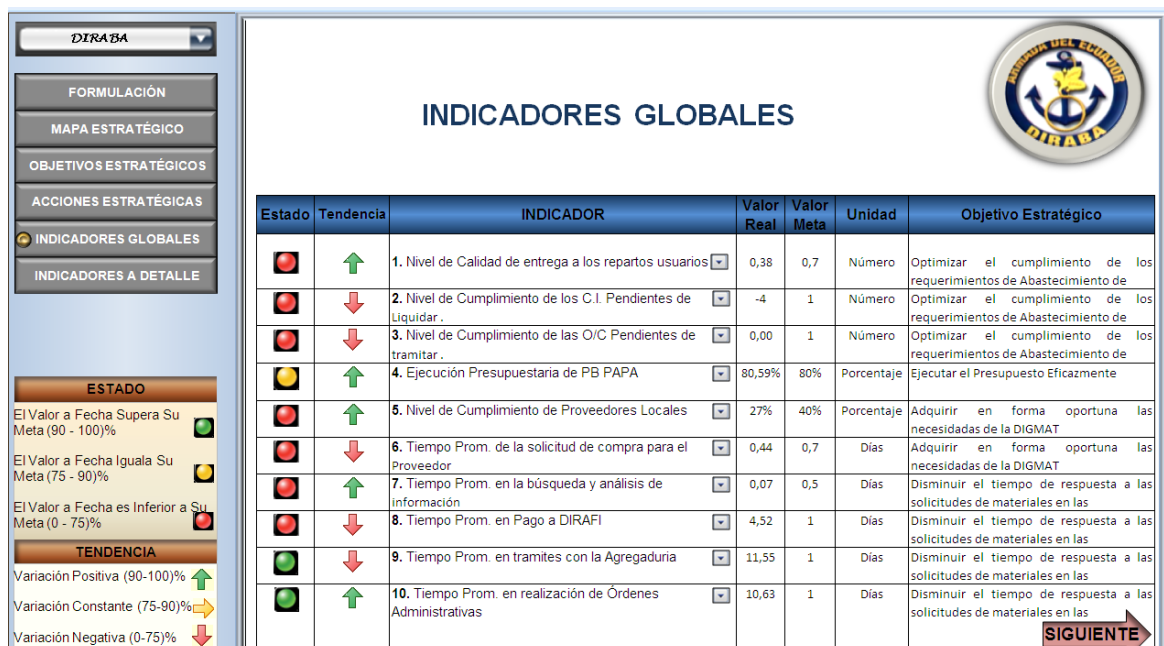 DIRABA
FORMULACIÓN
MAPA ESTRATÉGICO
OBJETIVOS ESTRATÉGICOS
ACCIONES ESTRATÉGICAS
INDICADORES GLOBALES
INDICADORES A DETALLE
ESTADO
El Valor a Fecha Supera Su
Meta (90 - 100)%
El Valor a Fecha Iguala Su
Meta (75 - 90)%
El Valor a Fecha es Inferior a Su
Meta (0 - 75)%
TENDENCIA
Variación Positiva (90-100)%
Variación Constante (75-90)%
Variación Negativa (0-75)%
INDICADORES GLOBALES
ARMADA DEL ECUADOR
DIRABA
Estado Tendencia INDICADOR Valor Real Valor Meta Unidad Objetivo Estratégico
1. Nivel de Calidad de entrega a los repartos usuarios 0,38 0,7 Número Optimizar el cumplimiento de los
requerimientos de Abastecimiento de
2. Nivel de Cumplimiento de los C.I. Pendientes de -4 1 Número Optimizar el cumplimiento de los
Liquidar . requerimientos de Abastecimiento de
3. Nivel de Cumplimiento de las O/C Pendientes de 0,00 1 Número Optimizar el cumplimiento de los
tramitar . requerimientos de Abastecimiento de
4. Ejecución Presupuestaria de PB PAPA 80,59% 80% Porcentaje Ejecutar el Presupuesto Eficazmente
5. Nivel de Cumplimiento de Proveedores Locales 27% 40% Porcentaje Adquirir en forma oportuna las
necesidadas de la DIGMAT
6. Tiempo Prom. de la solicitud de compra para el 0,44 0,7 Días Adquirir en forma oportuna las
Proveedor necesidadas de la DIGMAT
7. Tiempo Prom. en la búsqueda y análisis de 0,07 0,5 Días Disminuir el tiempo de respuesta a las
información solicitudes de materiales en las
8. Tiempo Prom. en Pago a DIRAFI 4,52 1 Días Disminuir el tiempo de respuesta a las
solicitudes de materiales en las
9. Tiempo Prom. en tramites con la Agregaduria 11,55 1 Días Disminuir el tiempo de respuesta a las
solicitudes de materiales en las
10. Tiempo Prom. en realización de Órdenes 10,63 1 Días Disminuir el tiempo de respuesta a las
Administrativas solicitudes de materiales en las
SIGUIENTE